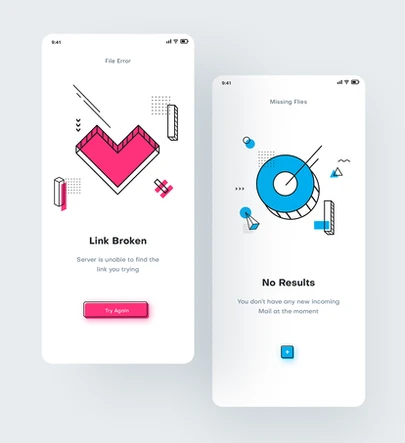 9:41
File Error
Link Broken
Server is unable to find the
link you trying
Try Again
9:41
Missing Flies
No Results
You don't have any new incoming
Mail at the moment
+